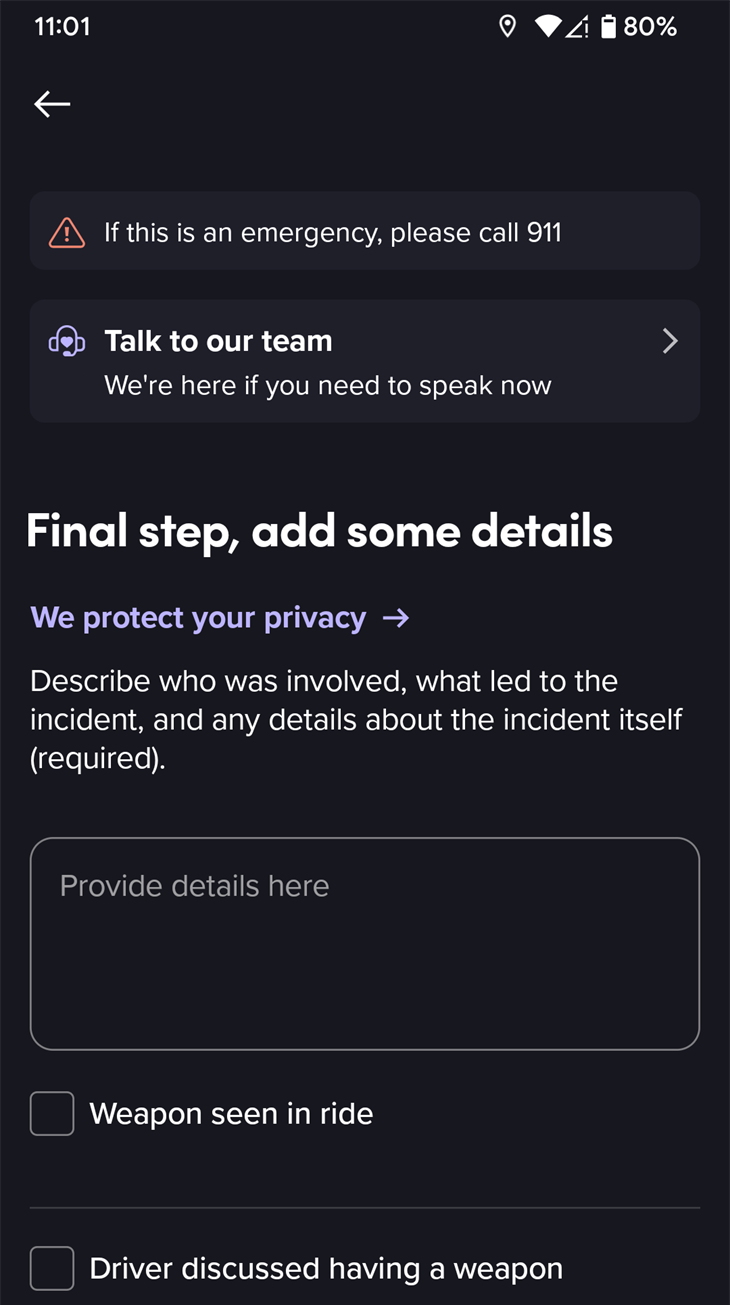 11:01
80%
If this is an emergency, please call 911
Talk to our team
We're here if you need to speak now
Final step, add some details
We protect your privacy →
Describe who was involved, what led to the
incident, and any details about the incident itself
(required).
Provide details here
Weapon seen in ride
Driver discussed having a weapon